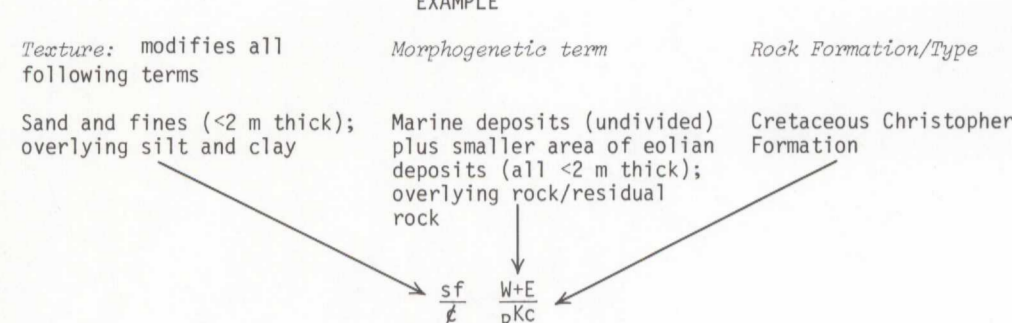 EXAMPLE
Texture: modifies all
following terms
Sand and fines (<2 m thick);
overlying silt and clay
Morphogenetic term
Marine deposits (undivided)
plus smaller area of eolian
deposits (all <2 m thick);
overlying rock/residual
rock
Rock Formation/Type
Cretaceous Christopher
Formation
sf W+E
¢ pKc